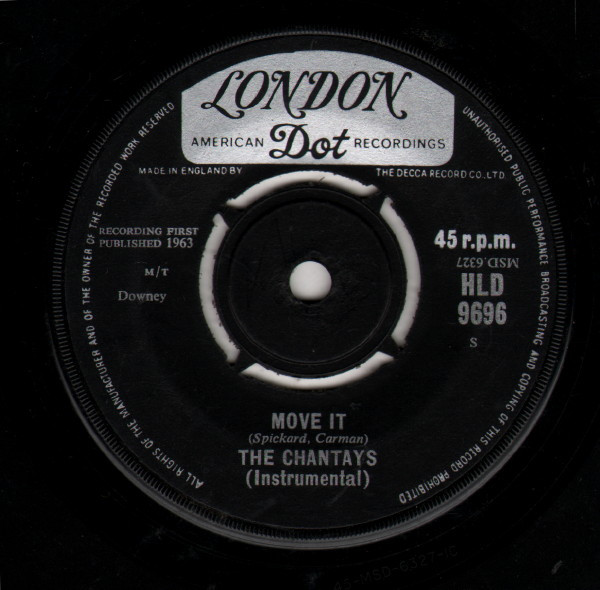 LONDON
AMERICAN Dot RECORDINGS
MADE IN ENGLAND BY THE DECCA RECORD CO., LTD
ALL RIGHTS OF THE MANUFACTURER AND OF THE OWNER OF THE RECORDED WORK RESERVED
UNAUTHORISED PUBLIC PERFORMANCE BROADCASTING AND COPYING OF THIS RECORD PROHIBITED
RECORDING FIRST
PUBLISHED 1963
M/T
Downey
45 r.p.m.
MSD.6327
HLD
9696
S
MOVE IT
(Spickard, Carman)
THE CHANTAYS
(Instrumental)